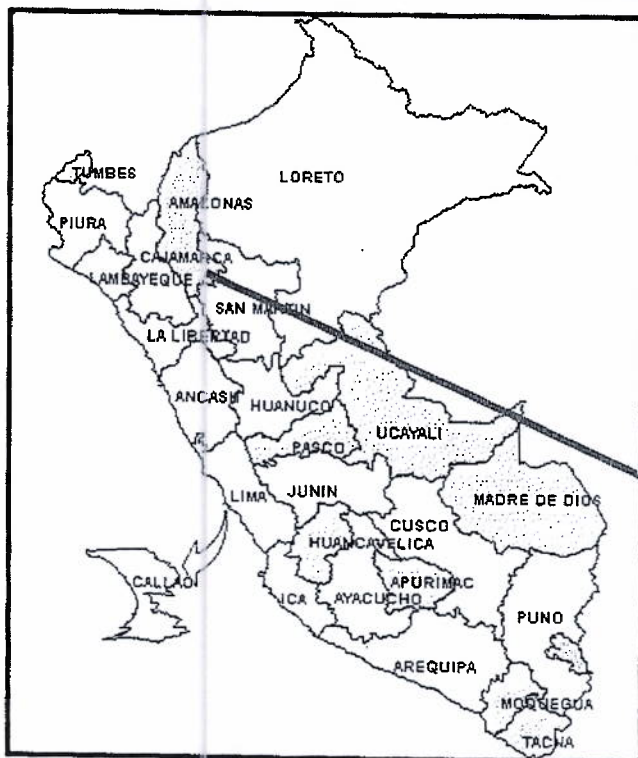 TUMBES
LORETO
AMAZONAS
PIURA
CAJAMARCA
LAMBAYEQUE
SAN MARTIN
LA LIBERTAD
ANCASH
HUANUCO
UCAYALI
PASCO
LIMA
JUNIN
MADRE DE DIOS
CUSCO
HUANCAVELICA
CALLAO
APURIMAC
ICA
AYACUCHO
PUNO
AREQUIPA
MOQUEGUA
TACNA